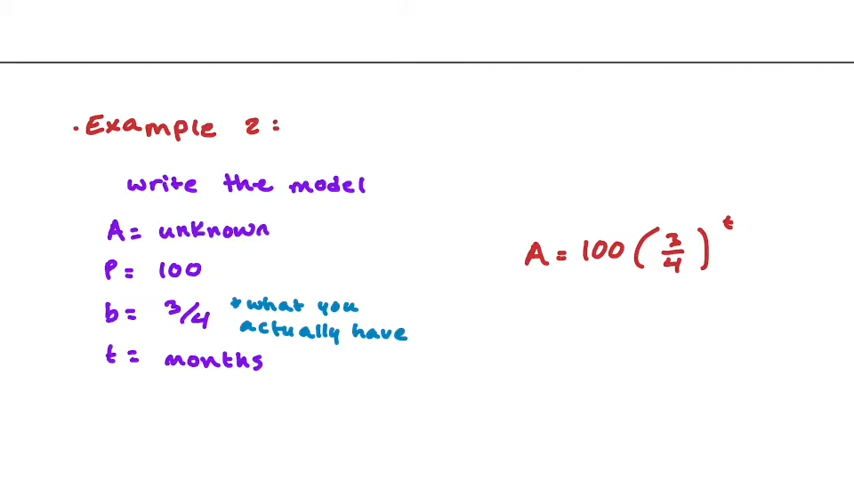 · Example 2:
write the model
A = unknown
P = 100
b = 3/4 * what you
actually have
t = months
A = 100 (3/4)^t